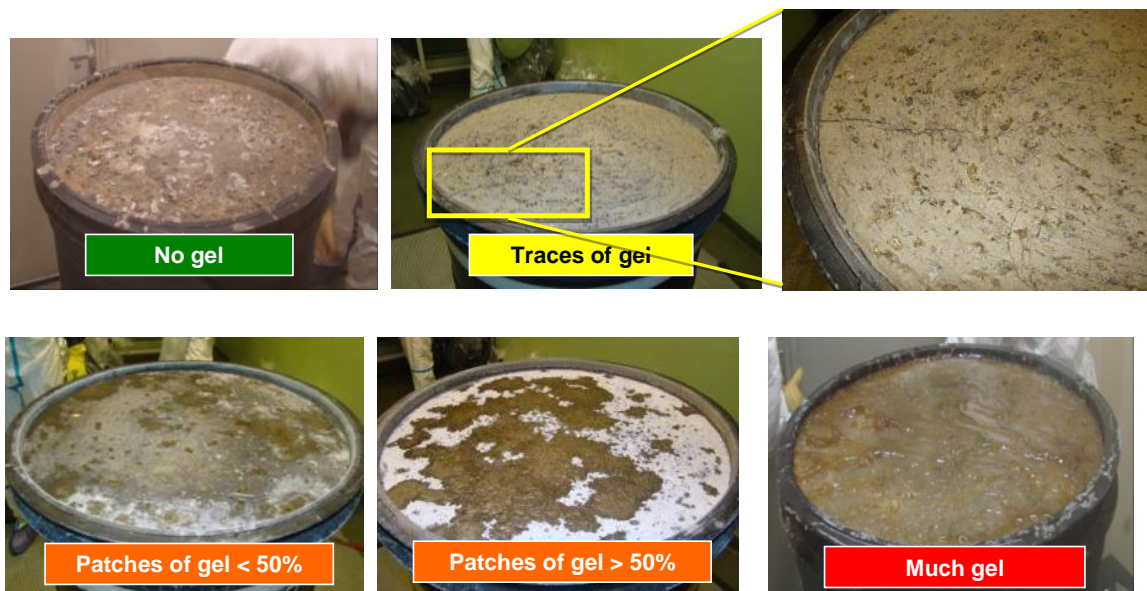 No gel
Traces of gel
Patches of gel < 50%
Patches of gel > 50%
Much gel